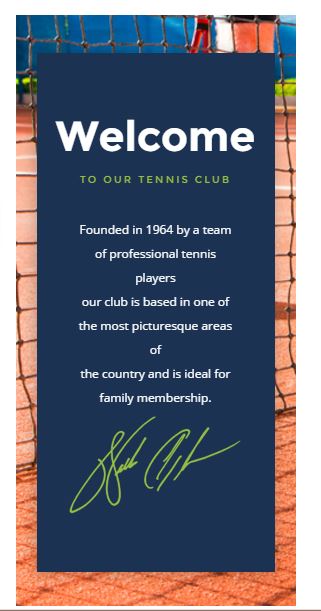 Welcome
TO OUR TENNIS CLUB
Founded in 1964 by a team
of professional tennis
players
our club is based in one of
the most picturesque areas
of
the country and is ideal for
family membership.